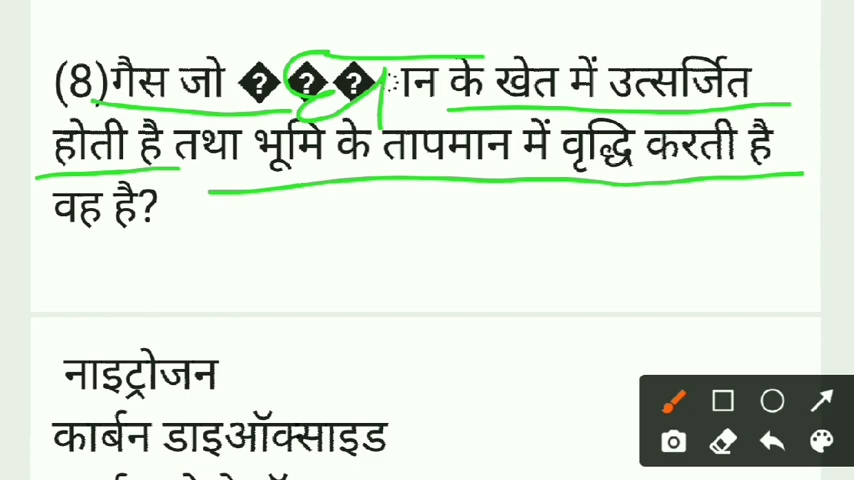 (8)गैस जो ���ान के खेत में उत्सर्जित
होती है तथा भूमि के तापमान में वृद्धि करती है
वह है?
नाइट्रोजन
कार्बन डाइऑक्साइड